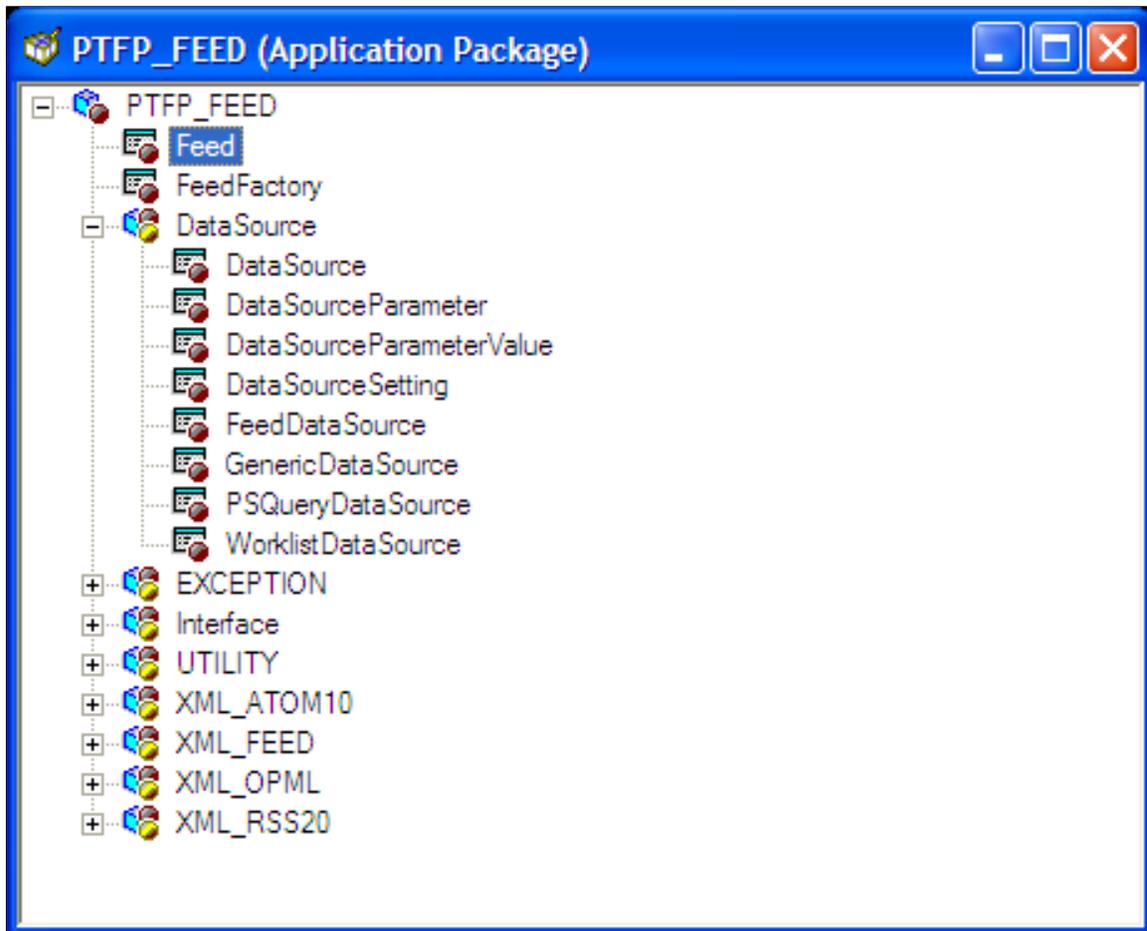 PTFP_FEED (Application Package)
PTFP_FEED
Feed
FeedFactory
DataSource
DataSource
DataSourceParameter
DataSourceParameterValue
DataSourceSetting
FeedDataSource
GenericDataSource
PSQueryDataSource
WorklistDataSource
EXCEPTION
Interface
UTILITY
XML_ATOM10
XML_FEED
XML_OPML
XML_RSS20